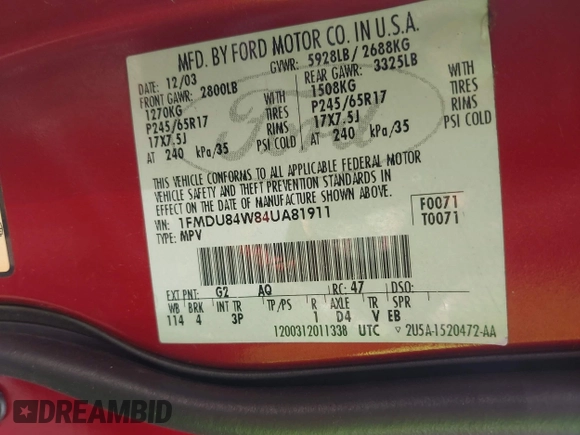 MFD. BY FORD MOTOR CO. IN U.S.A.
DATE: 12/03 GVWR: 5928LB/ 2688KG
FRONT GAWR: 2800LB REAR GAWR: 3325LB
1270KG WITH 1508KG WITH
P245/65R17 TIRES P245/65R17 TIRES
17X7.5J RIMS 17X7.5J RIMS
AT 240 kPa/35 PSI COLD AT 240 kPa/35 PSI COLD
Ford
THIS VEHICLE CONFORMS TO ALL APPLICABLE FEDERAL MOTOR
VEHICLE SAFETY AND THEFT PREVENTION STANDARDS IN
EFFECT ON THE DATE OF MANUFACTURE SHOWN ABOVE.
VIN: 1FMDU84W84UA81911 F0071
TYPE: MPV T0071
EXT PNT: G2 AQ RC: 47 DSO:
WB BRK INT TR TP/PS R AXLE TR SPR
114 4 3P 1 D4 V EB
1200312011338 UTC ▽ 2U5A-1520472-AA
DREAMBID